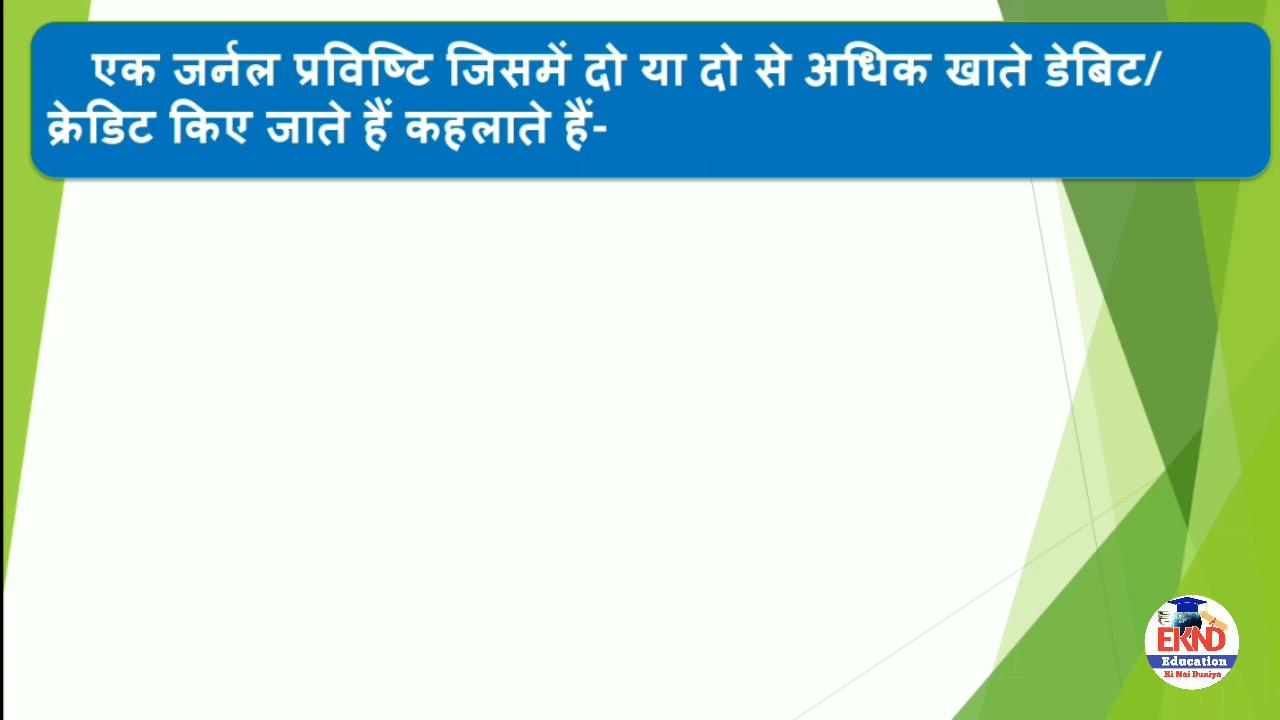 एक जर्नल प्रविष्टि जिसमें दो या दो से अधिक खाते डेबिट/
क्रेडिट किए जाते हैं कहलाते हैं-
EKND
Education
Ki Nai Duniya